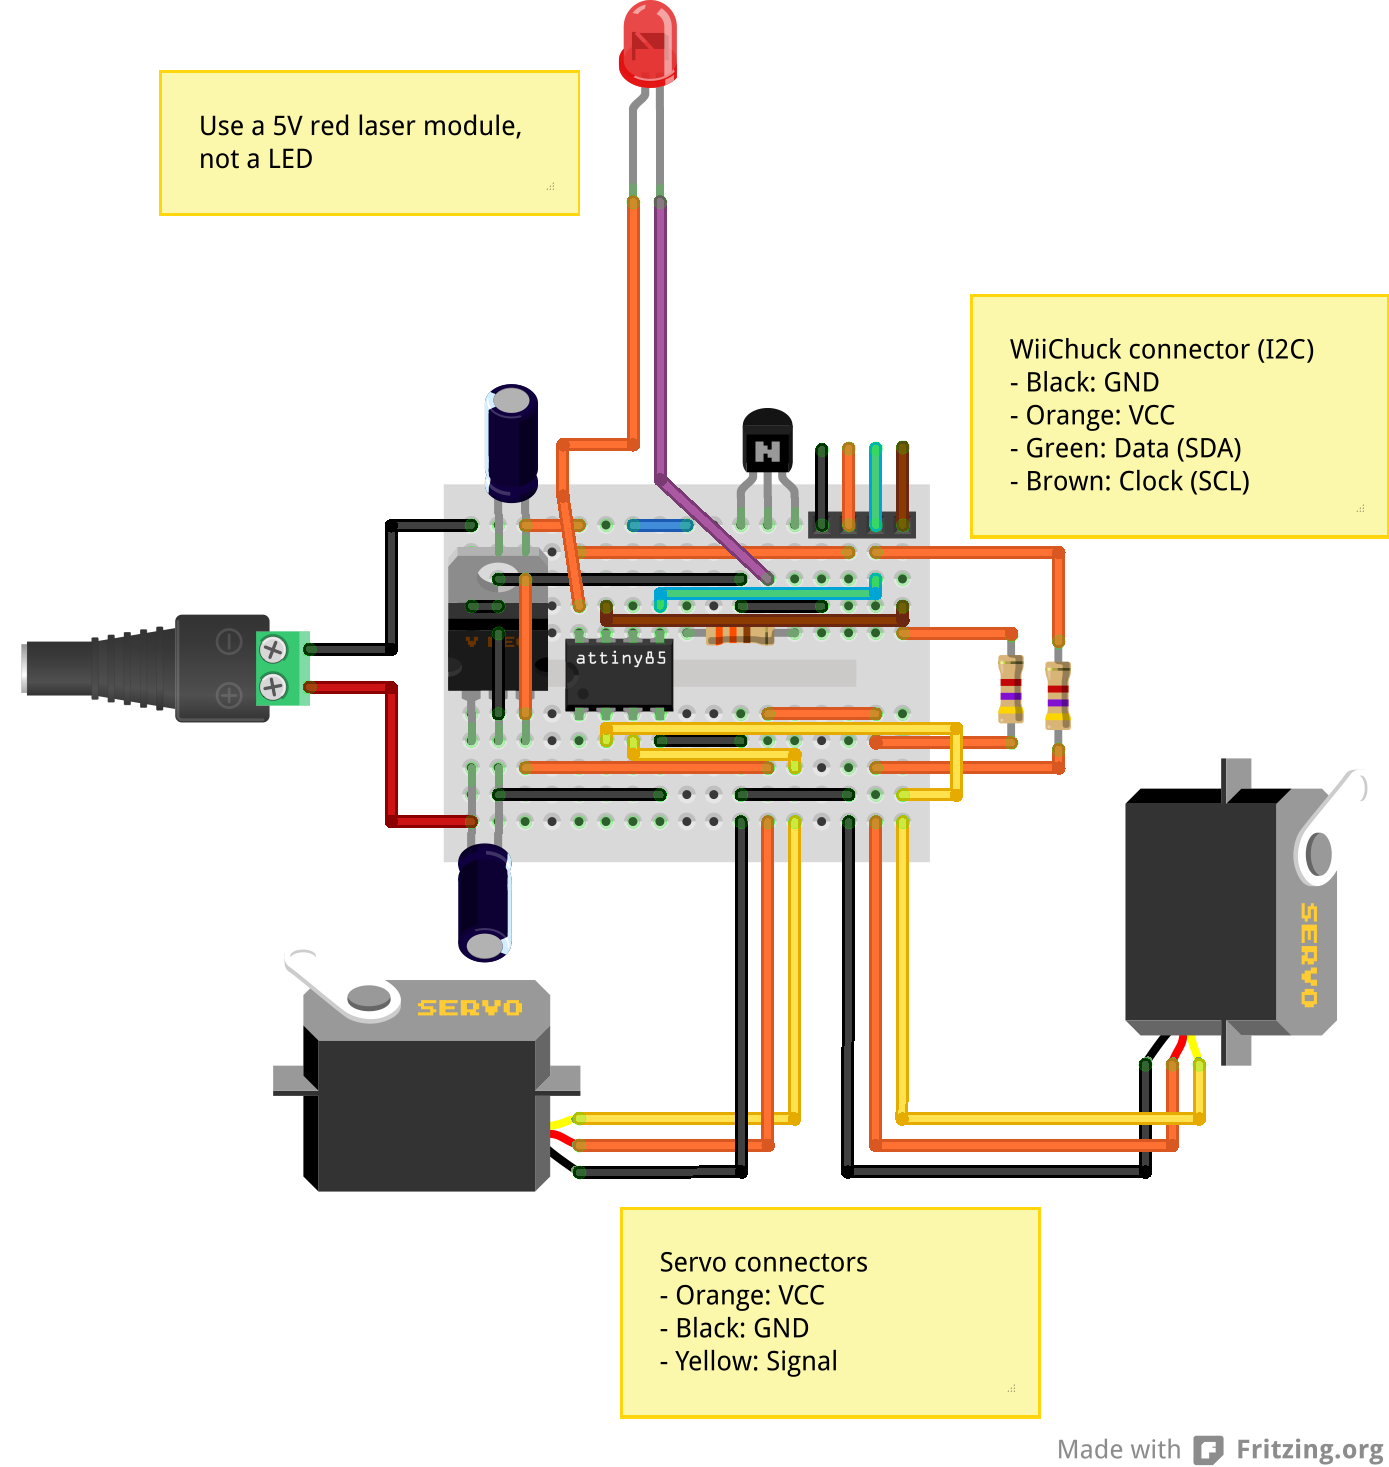 Use a 5V red laser module,
not a LED
WiiChuck connector (I2C)
- Black: GND
- Orange: VCC
- Green: Data (SDA)
- Brown: Clock (SCL)
N
attiny85
SERVO
SERVO
Servo connectors
- Orange: VCC
- Black: GND
- Yellow: Signal
Made with Fritzing.org